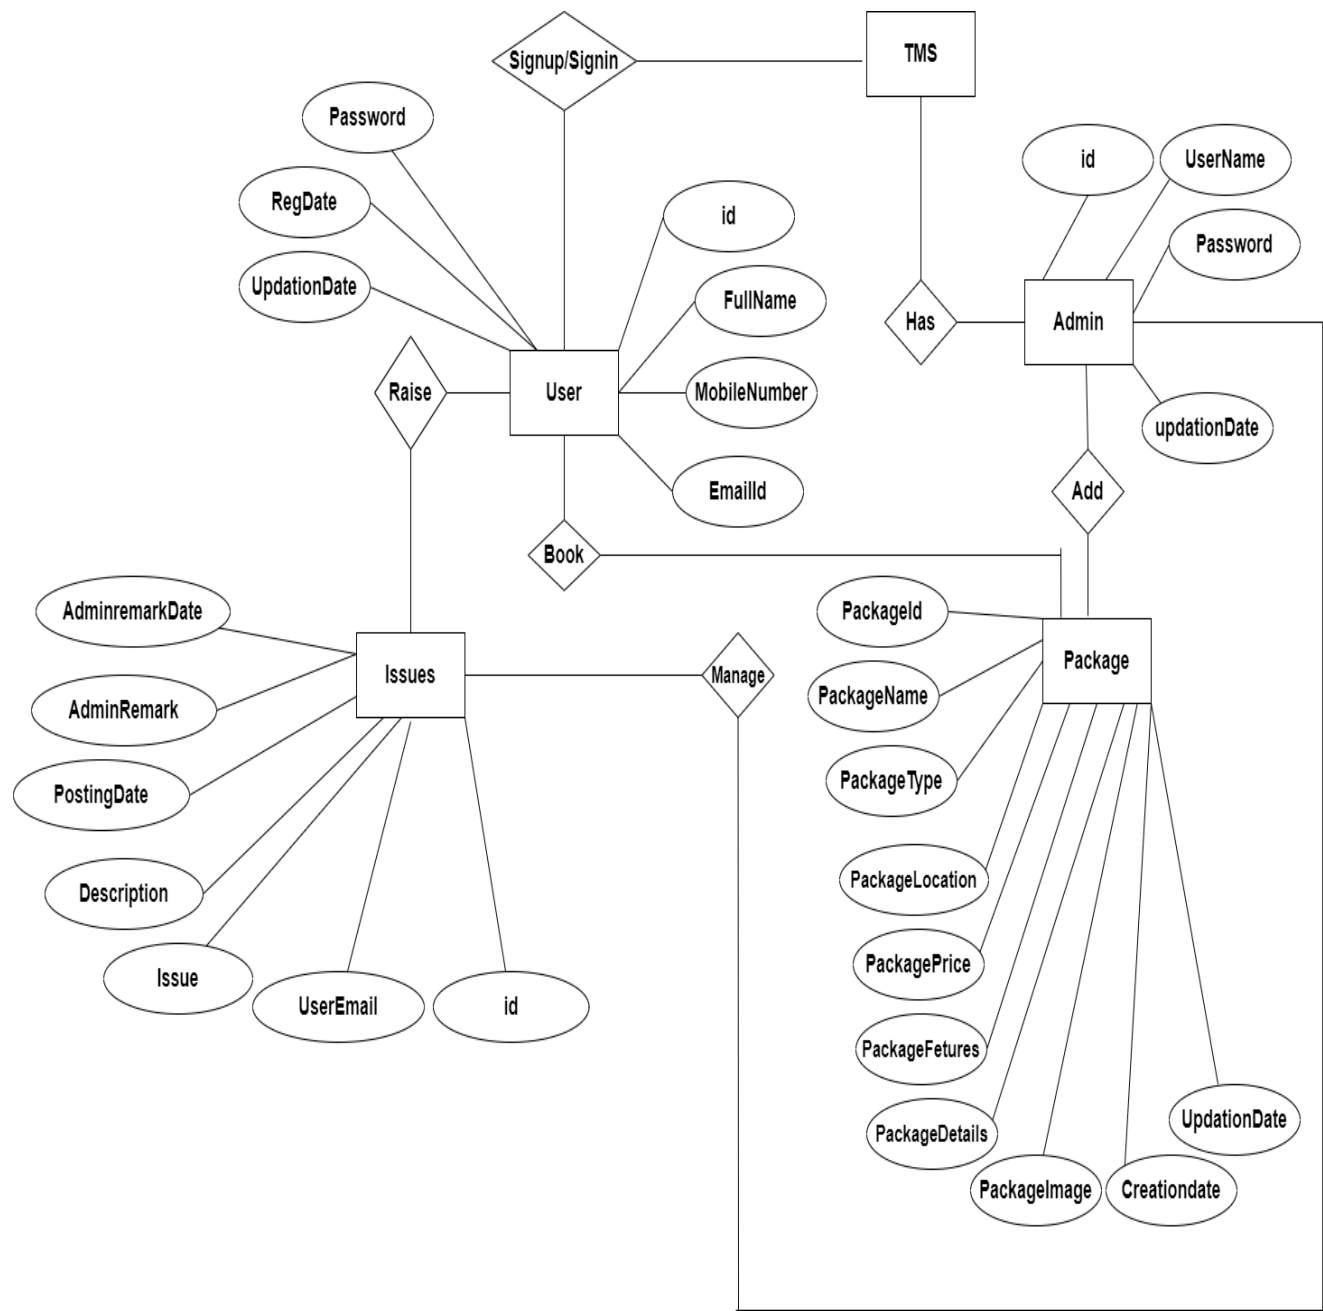 Signup/Signin
TMS
Password
id
UserName
RegDate
id
Password
UpdationDate
FullName
Has
Admin
Raise
User
MobileNumber
updationDate
EmailId
Add
Book
AdminremarkDate
PackageId
Issues
Manage
Package
AdminRemark
PackageName
PostingDate
PackageType
Description
PackageLocation
Issue
PackagePrice
UserEmail
id
PackageFetures
PackageDetails
UpdationDate
PackageImage
Creationdate